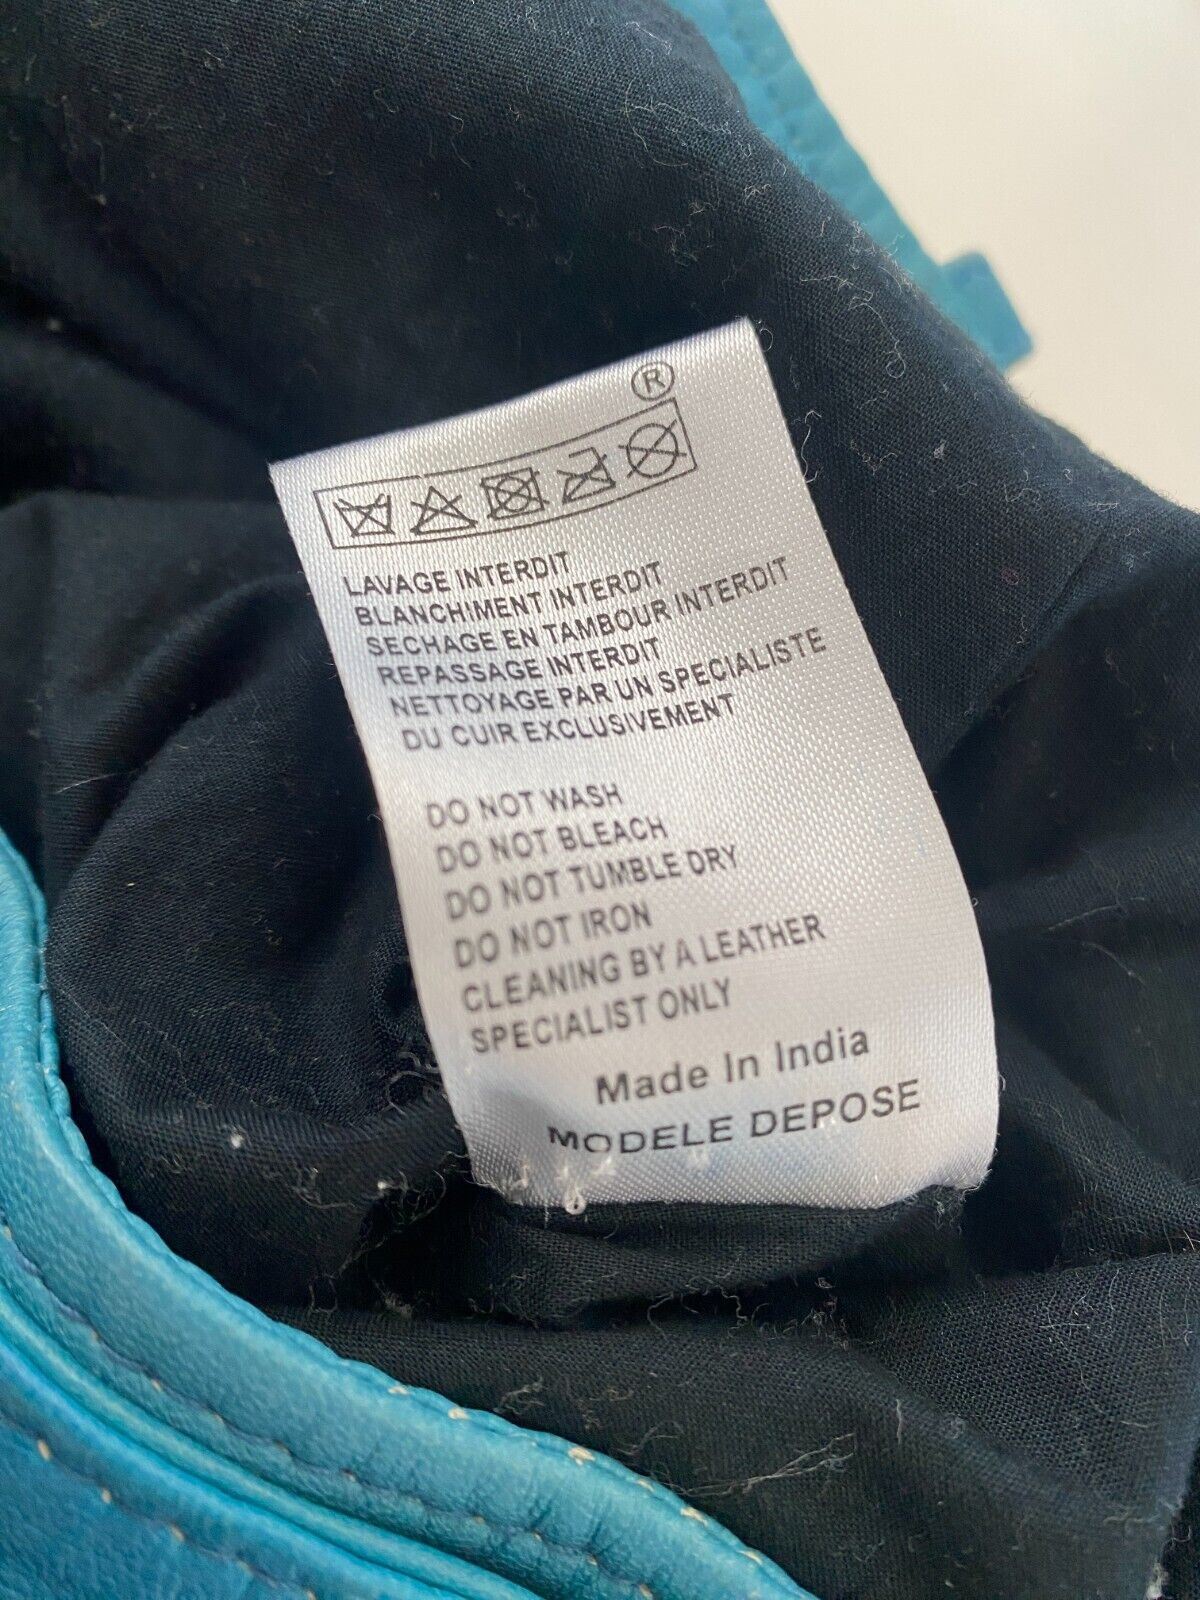 ®
LAVAGE INTERDIT
BLANCHIMENT INTERDIT
SECHAGE EN TAMBOUR INTERDIT
REPASSAGE INTERDIT
NETTOYAGE PAR UN SPECIALISTE
DU CUIR EXCLUSIVEMENT
DO NOT WASH
DO NOT BLEACH
DO NOT TUMBLE DRY
DO NOT IRON
CLEANING BY A LEATHER
SPECIALIST ONLY
Made In India
MODELE DEPOSE